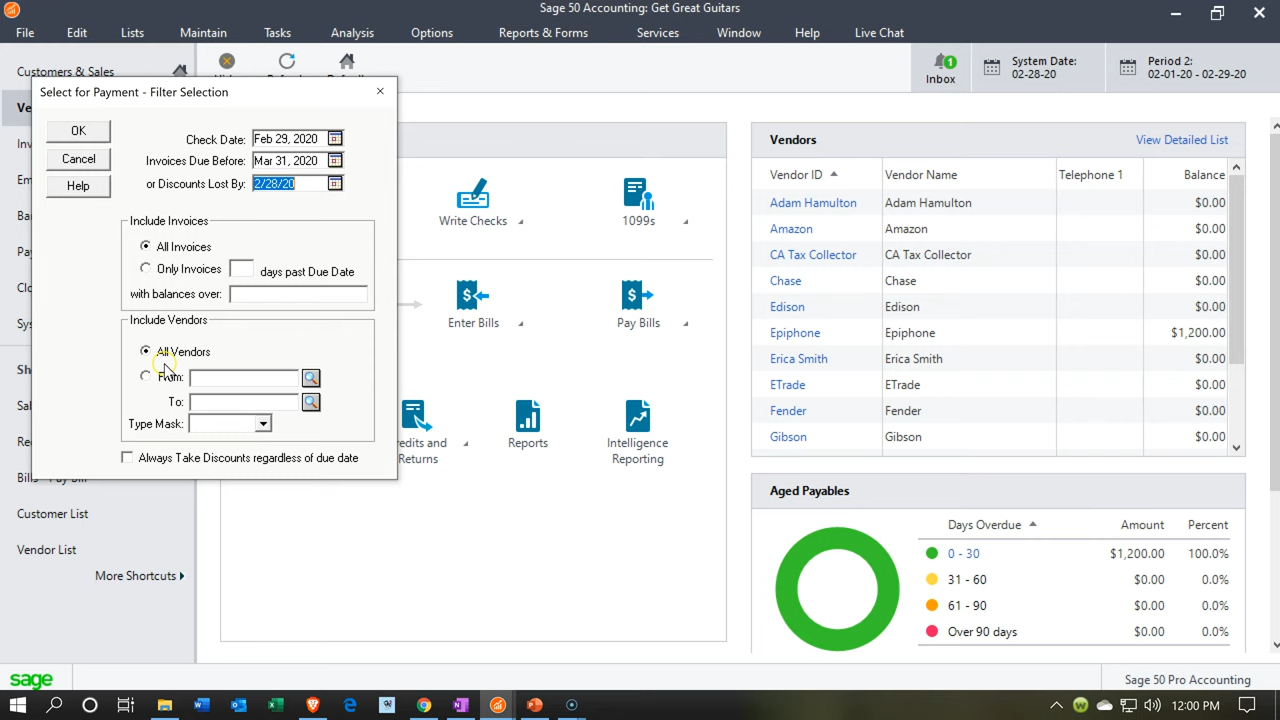 Sage 50 Accounting: Get Great Guitars
File Edit Lists Maintain Tasks Analysis Options Reports & Forms Services Window Help Live Chat
Customers & Sales
1
Inbox
System Date:
02-28-20
Period 2:
02-01-20 - 02-29-20
Select for Payment - Filter Selection
OK
Cancel
Help
Check Date: Feb 29, 2020
Invoices Due Before: Mar 31, 2020
or Discounts Lost By: 2/28/20
Include Invoices
All Invoices
Only Invoices days past Due Date
with balances over:
Include Vendors
All Vendors
From:
To:
Type Mask:
Always Take Discounts regardless of due date
Customer List
Vendor List
More Shortcuts
Write Checks
1099s
Enter Bills
Pay Bills
Returns
Reports
Intelligence
Reporting
Vendors View Detailed List
Vendor ID Vendor Name Telephone 1 Balance
Adam Hamulton Adam Hamulton $0.00
Amazon Amazon $0.00
CA Tax Collector CA Tax Collector $0.00
Chase Chase $0.00
Edison Edison $0.00
Epiphone Epiphone $1,200.00
Erica Smith Erica Smith $0.00
ETrade ETrade $0.00
Fender Fender $0.00
Gibson Gibson $0.00
Aged Payables
Days Overdue Amount Percent
0 - 30 $1,200.00 100.0%
31 - 60 $0.00 0.0%
61 - 90 $0.00 0.0%
Over 90 days $0.00 0.0%
sage
Sage 50 Pro Accounting
12:00 PM